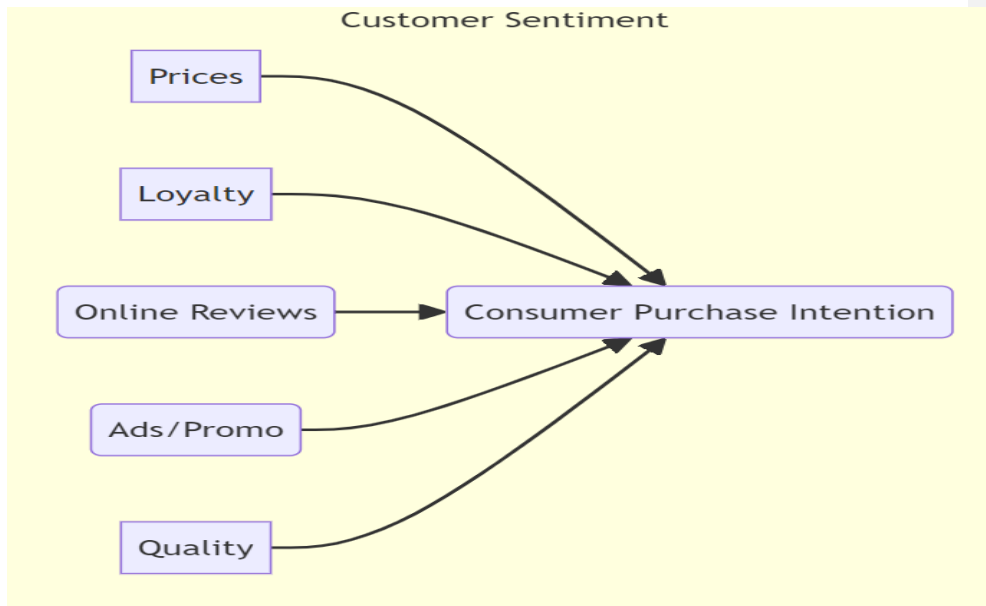 Customer Sentiment
Prices
Loyalty
Online Reviews
Consumer Purchase Intention
Ads/Promo
Quality